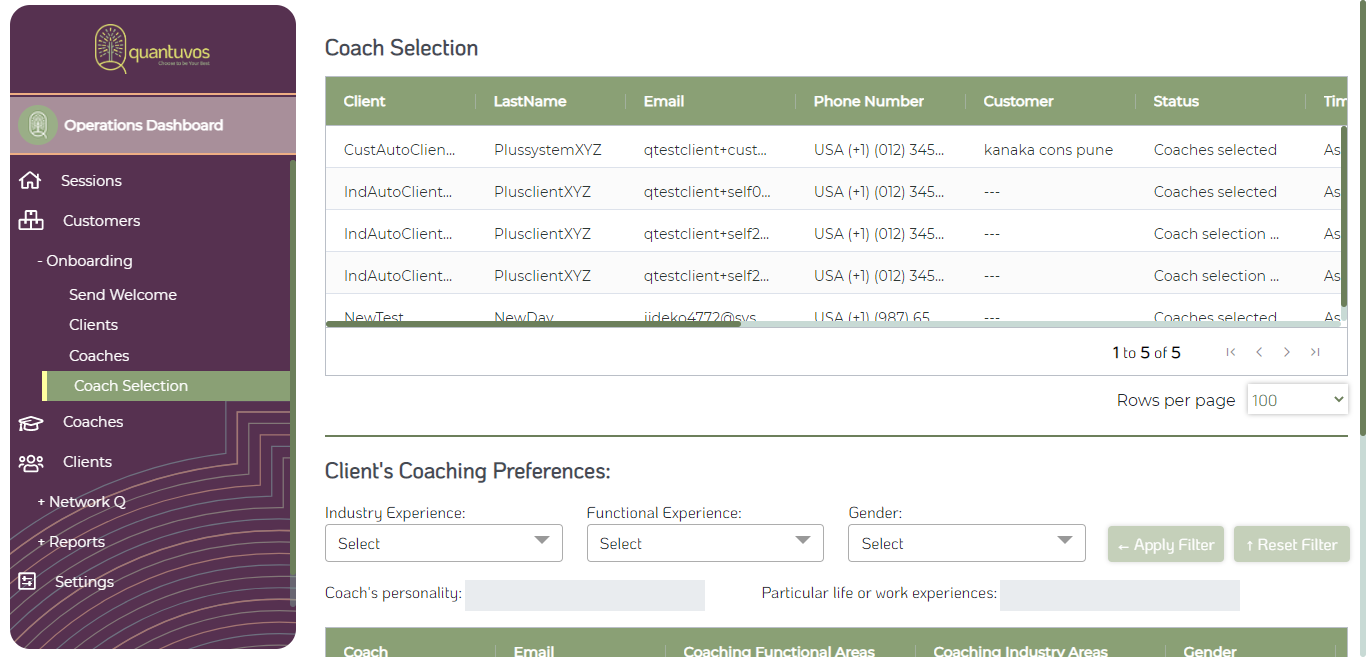 quantuvos
Choose to be Your Best
Operations Dashboard
Sessions
Customers
- Onboarding
Send Welcome
Clients
Coaches
Coach Selection
Coaches
Clients
+ Network Q
+ Reports
Settings
Coach Selection
Client LastName Email Phone Number Customer Status Tim
CustAutoClien... PlussystemXYZ qtestclient+cust... USA (+1) (012) 345... kanaka cons pune Coaches selected As
IndAutoClient... PlusclientXYZ qtestclient+self0... USA (+1) (012) 345... --- Coaches selected As
IndAutoClient... PlusclientXYZ qtestclient+self2... USA (+1) (012) 345... --- Coach selection ... As
IndAutoClient... PlusclientXYZ qtestclient+self2... USA (+1) (012) 345... --- Coach selection ... As
NewTest NewDay jideko4772@sys USA (+1) (987) 65 --- Coaches selected As
1 to 5 of 5
Rows per page 100
Client's Coaching Preferences:
Industry Experience: Functional Experience: Gender:
Select Select Select ← Apply Filter ↑ Reset Filter
Coach's personality: Particular life or work experiences:
Coach Email Coaching Functional Areas Coaching Industry Areas Gender